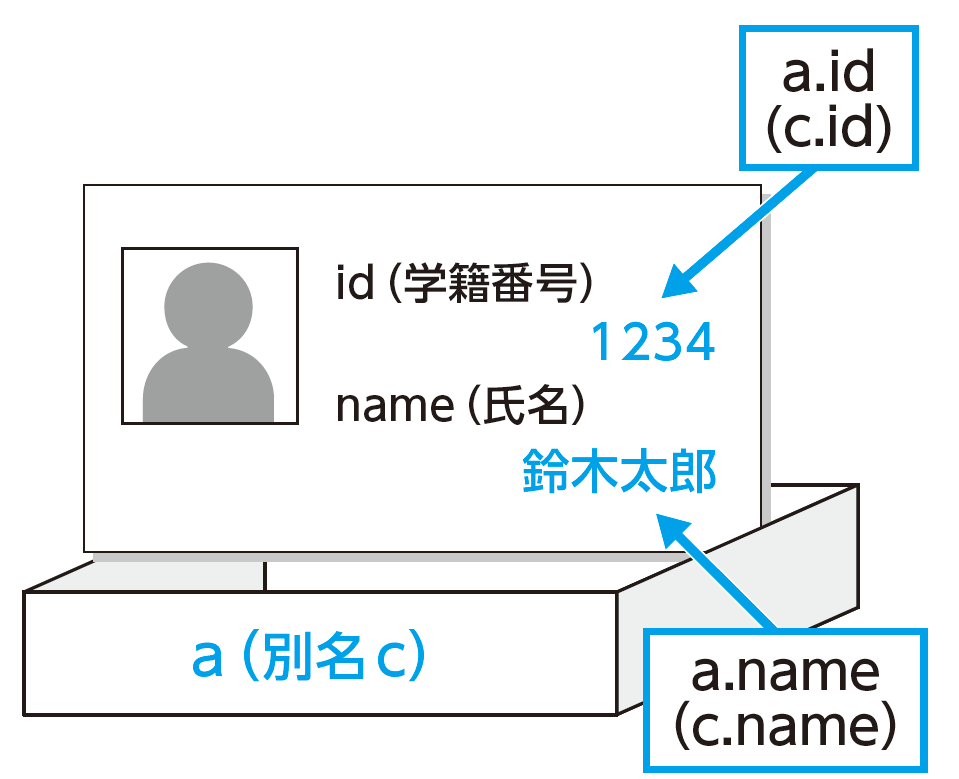 a.id
(c.id)
id（学籍番号）
1234
name（氏名）
鈴木太郎
a（別名c）
a.name
(c.name)